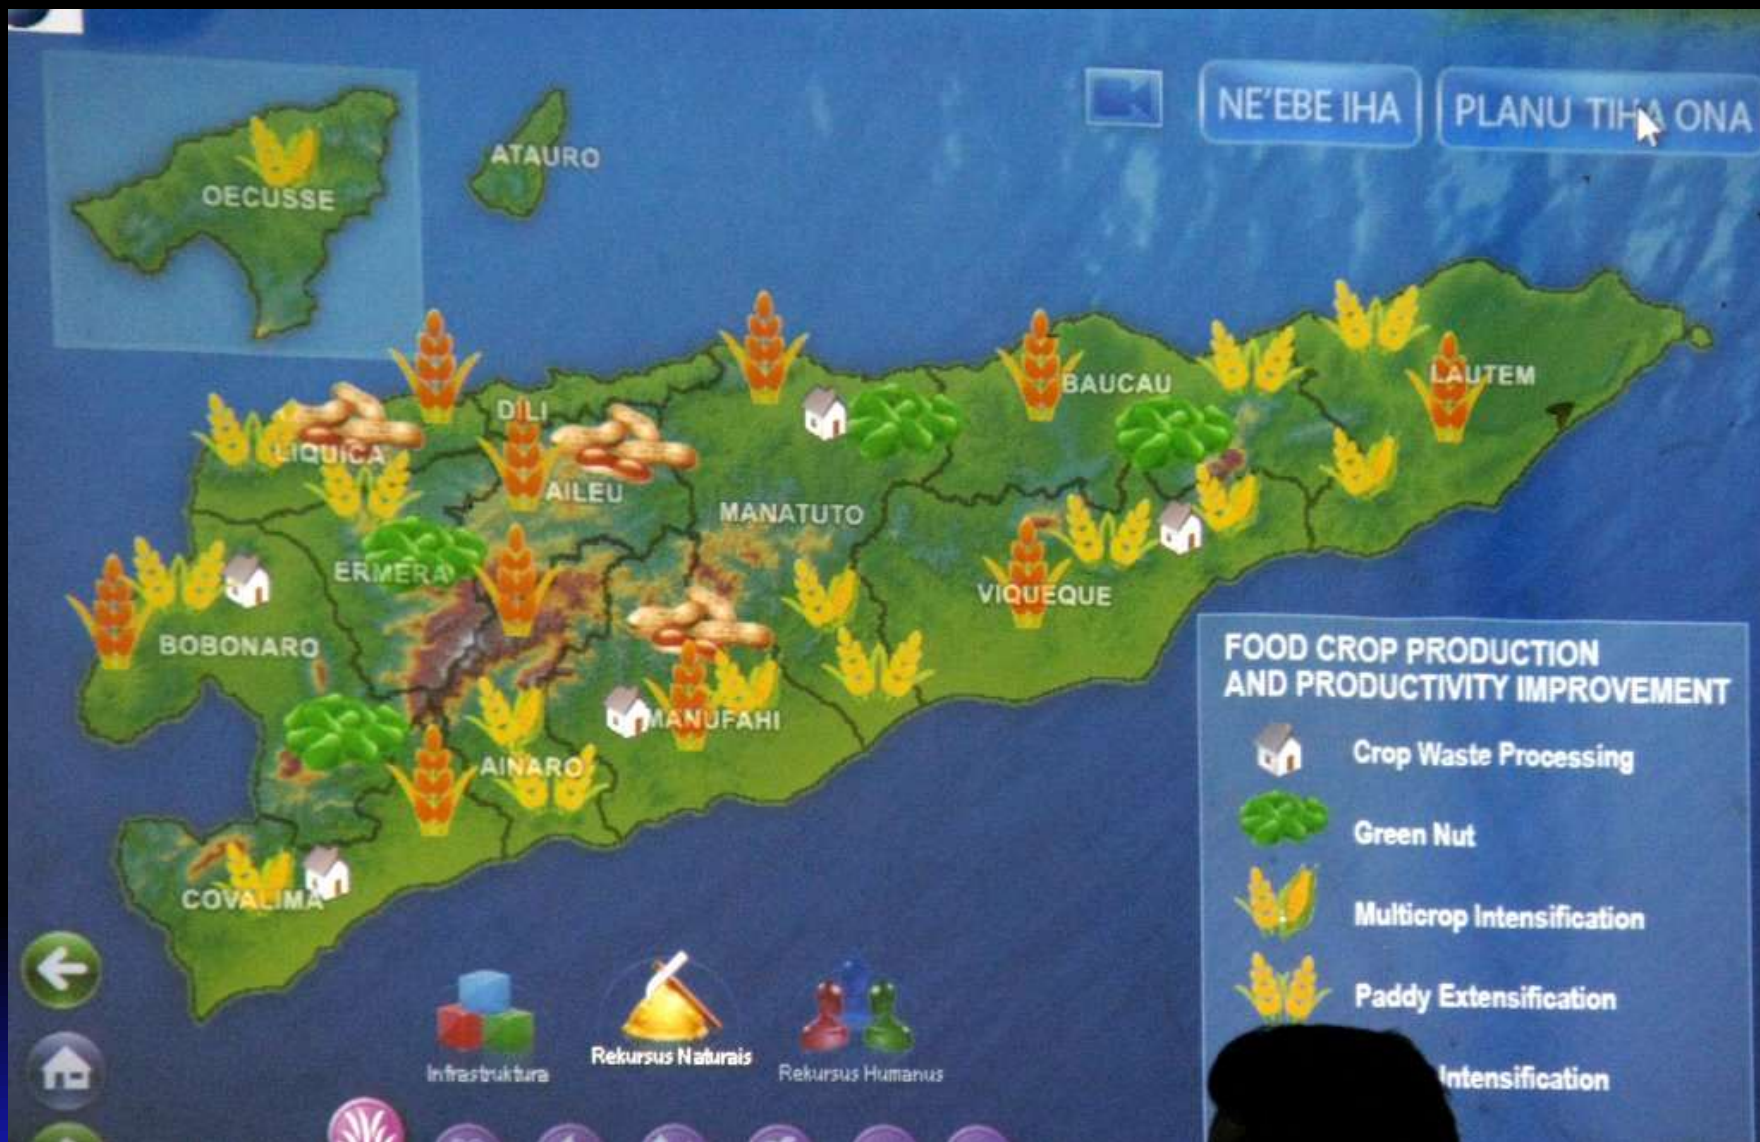 NE'EBE IHA
PLANU TIHA ONA
OECUSSE
ATAURO
BAUCAU
LAUTEM
DILI
LIQUICA
AILEU
MANATUTO
ERMERA
VIQUEQUE
BOBONARO
MANUFAHI
AINARO
COVALIMA
FOOD CROP PRODUCTION
AND PRODUCTIVITY IMPROVEMENT
Crop Waste Processing
Green Nut
Multicrop Intensification
Paddy Extensification
Intensification
Infrastruktura
Rekursus Naturais
Rekursus Humanus